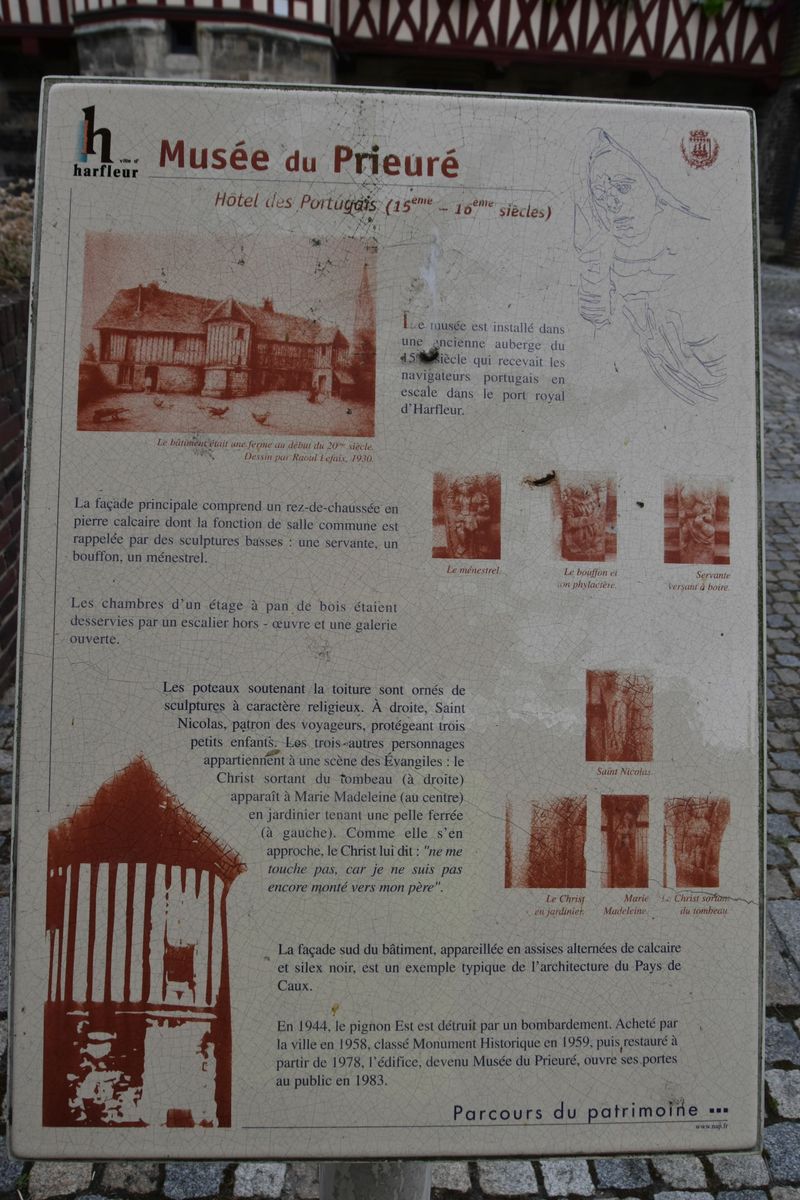 h
ville d'
harfleur
Musée du Prieuré
Hôtel des Portugais (15ème – 16ème siècles)
Le musée est installé dans
une ancienne auberge du
15ème siècle qui recevait les
navigateurs portugais en
escale dans le port royal
d'Harfleur.
Le bâtiment était une ferme au début du 20ème siècle.
Dessin par Raoul Lefaix, 1930.
La façade principale comprend un rez-de-chaussée en
pierre calcaire dont la fonction de salle commune est
rappelée par des sculptures basses : une servante, un
bouffon, un ménestrel.
Le ménestrel.
Le bouffon et
son phylactère.
Servante
versant à boire.
Les chambres d'un étage à pan de bois étaient
desservies par un escalier hors - œuvre et une galerie
ouverte.
Les poteaux soutenant la toiture sont ornés de
sculptures à caractère religieux. À droite, Saint
Nicolas, patron des voyageurs, protégeant trois
petits enfants. Les trois autres personnages
appartiennent à une scène des Évangiles : le
Christ sortant du tombeau (à droite)
apparaît à Marie Madeleine (au centre)
en jardinier tenant une pelle ferrée
(à gauche). Comme elle s'en
approche, le Christ lui dit : "ne me
touche pas, car je ne suis pas
encore monté vers mon père".
Saint Nicolas.
Le Christ
en jardinier.
Marie
Madeleine.
Le Christ sortant
du tombeau.
La façade sud du bâtiment, appareillée en assises alternées de calcaire
et silex noir, est un exemple typique de l'architecture du Pays de
Caux.
En 1944, le pignon Est est détruit par un bombardement. Acheté par
la ville en 1958, classé Monument Historique en 1959, puis restauré à
partir de 1978, l'édifice, devenu Musée du Prieuré, ouvre ses portes
au public en 1983.
Parcours du patrimoine ...